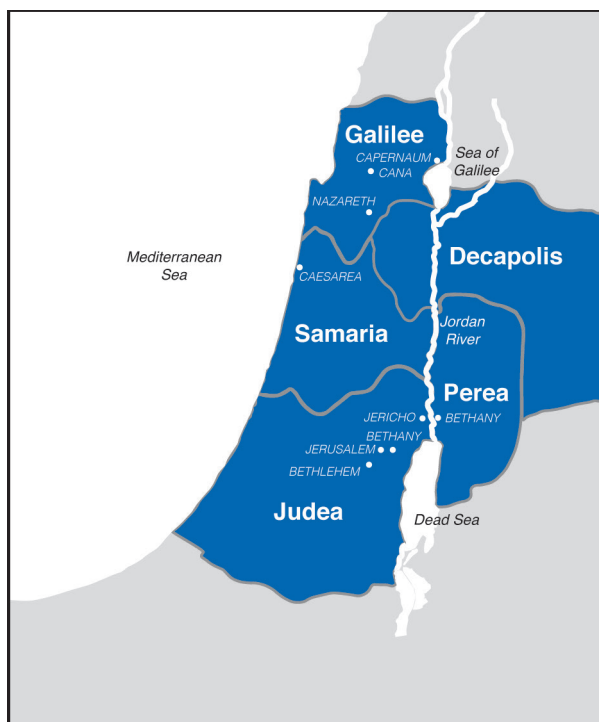 Galilee
CAPERNAUM
CANA
Sea of
Galilee
NAZARETH
Mediterranean
Sea
Decapolis
CAESAREA
Samaria
Jordan
River
Perea
JERICHO
BETHANY
BETHANY
JERUSALEM
BETHLEHEM
Judea
Dead Sea